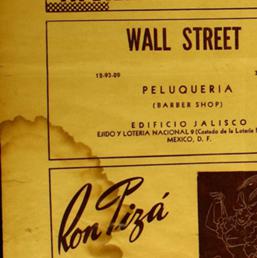 WALL STREET
12-93-09
PELUQUERIA
(BARBER SHOP)
EDIFICIO JALISCO
EJIDO Y LOTERIA NACIONAL 9 (Costado de la Loteria
MEXICO, D. F.
Ron Pizá